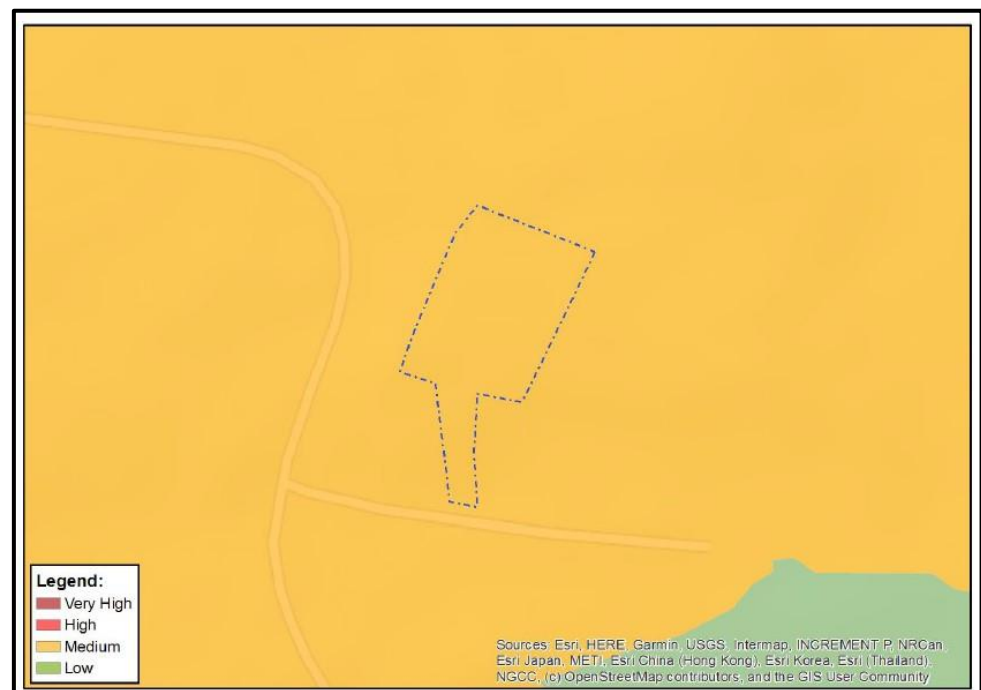 Legend:
Very High
High
Medium
Low
Sources: Esri, HERE, Garmin, USGS, Intermap, INCREMENT P, NRCan,
Esri Japan, METI, Esri China (Hong Kong), Esri Korea, Esri (Thailand),
NGCC, (c) OpenStreetMap contributors, and the GIS User Community